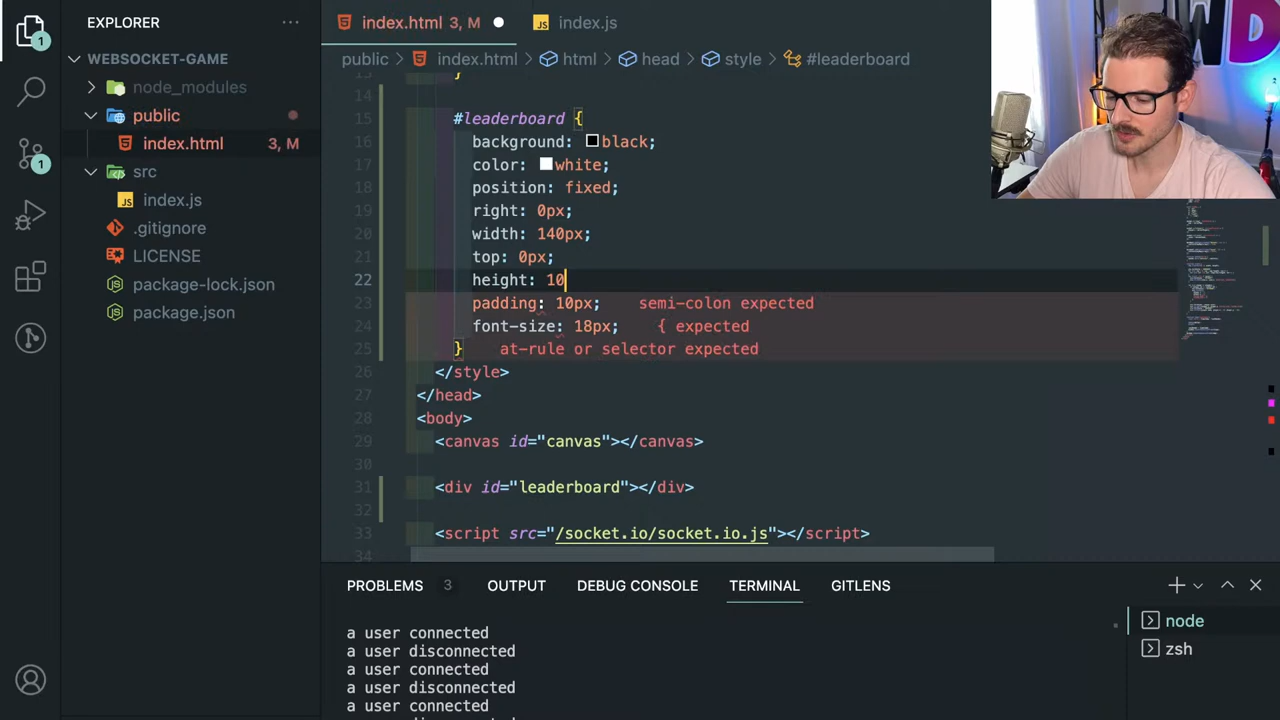 EXPLORER
index.html 3, M
JS index.js
WEBSOCKET-GAME
public > index.html > html > head > style > #leaderboard
node_modules
public
index.html 3, M
src
JS index.js
.gitignore
LICENSE
package-lock.json
package.json
1
1
14
15 #leaderboard {
16 background: black;
17 color: white;
18 position: fixed;
19 right: 0px;
20 width: 140px;
21 top: 0px;
22 height: 10
23 padding: 10px; semi-colon expected
24 font-size: 18px; { expected
25 } at-rule or selector expected
26 </style>
27 </head>
28 <body>
29 <canvas id="canvas"></canvas>
30
31 <div id="leaderboard"></div>
32
33 <script src="/socket.io/socket.io.js"></script>
34
PROBLEMS 3 OUTPUT DEBUG CONSOLE TERMINAL GITLENS
a user connected
a user disconnected
a user connected
a user disconnected
a user connected
node
zsh